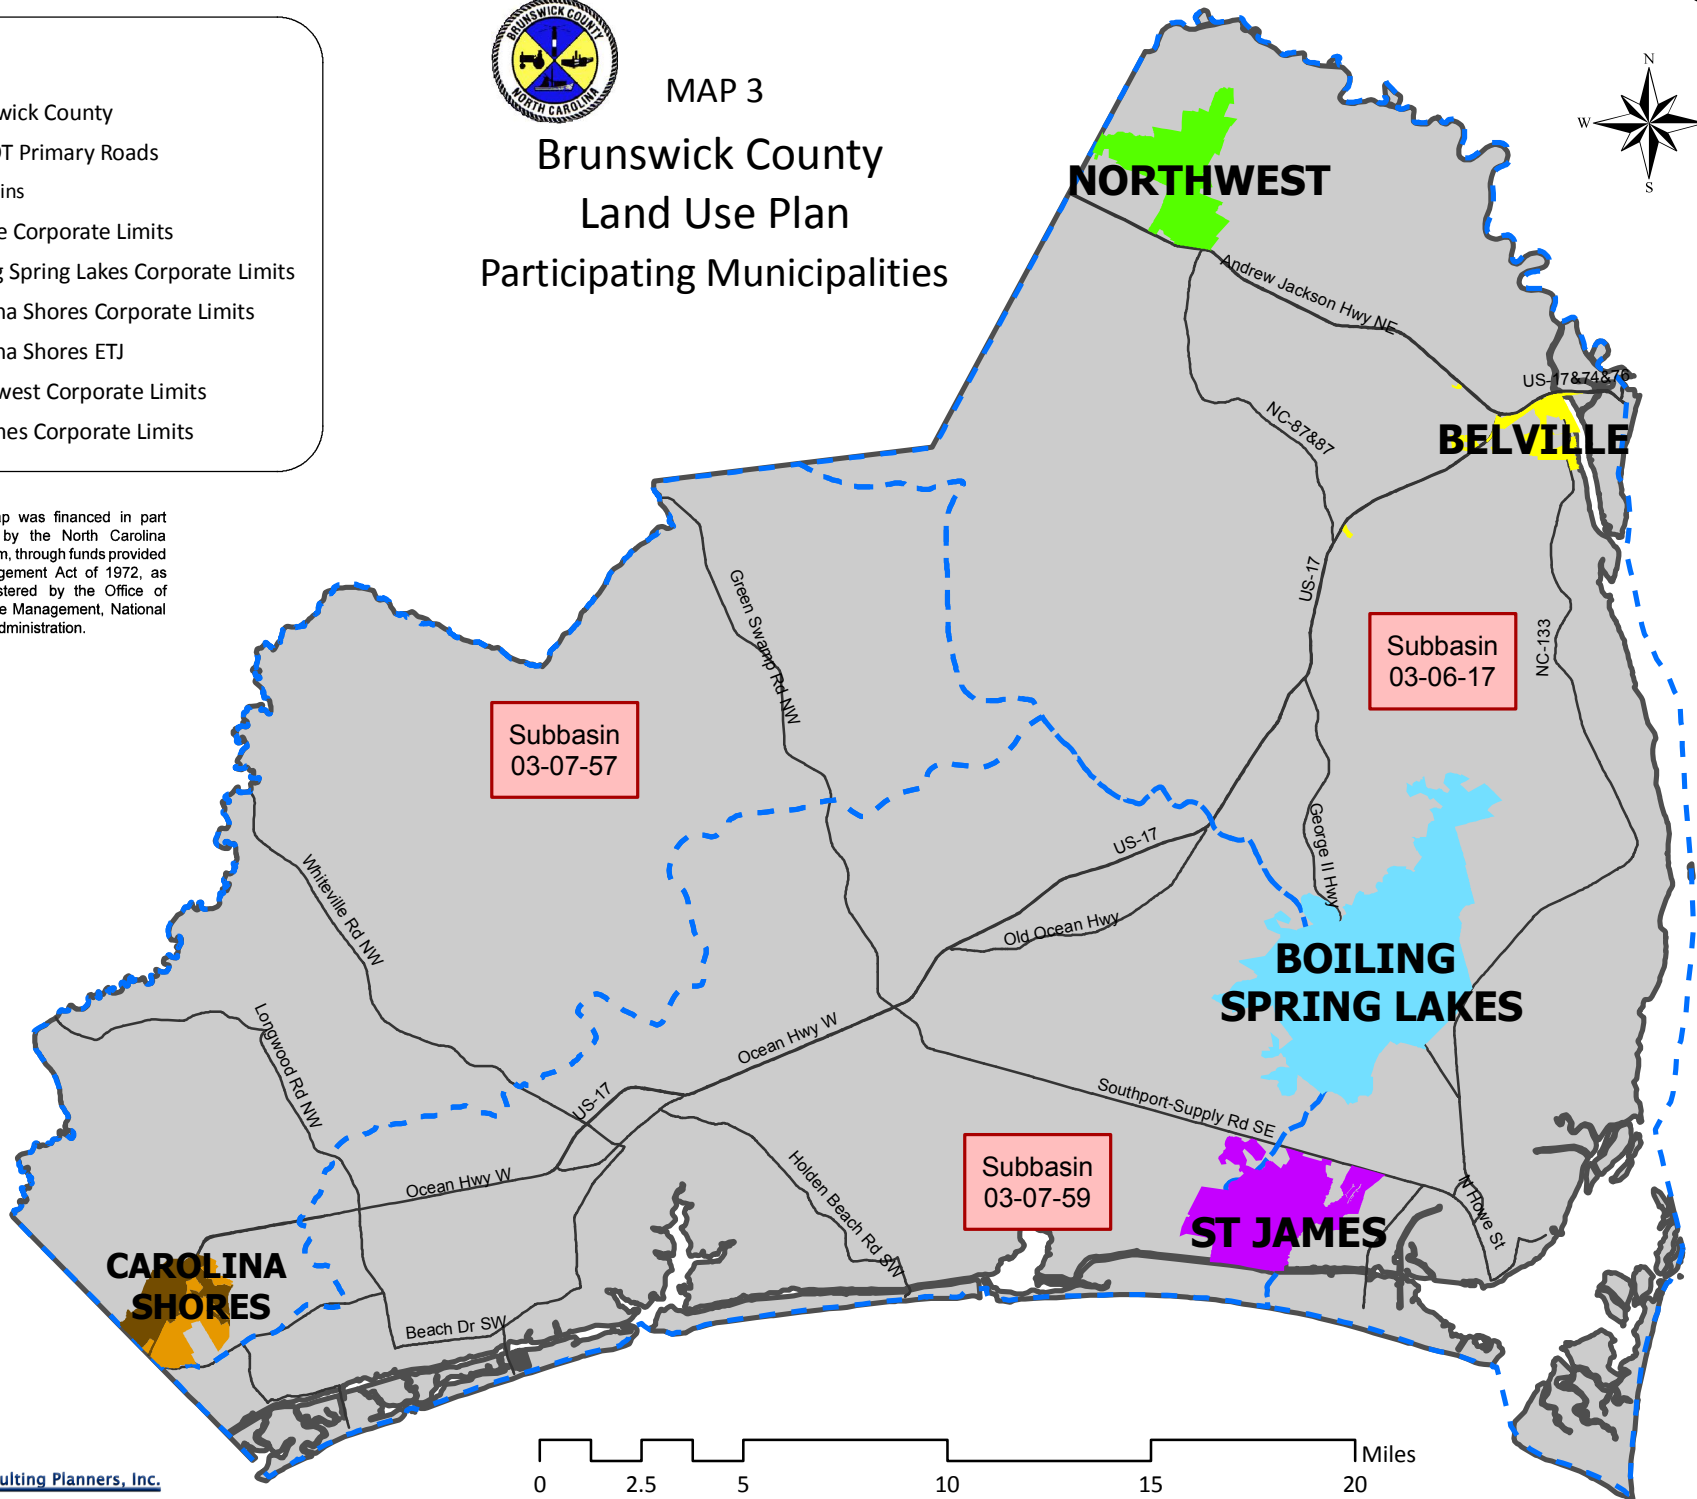 BRUNSWICK COUNTY
NORTH CAROLINA
MAP 3
Brunswick County
Land Use Plan
Participating Municipalities
N
W
S
wick County
OT Primary Roads
ins
e Corporate Limits
g Spring Lakes Corporate Limits
na Shores Corporate Limits
na Shores ETJ
west Corporate Limits
mes Corporate Limits
ap was financed in part
by the North Carolina
m, through funds provided
gement Act of 1972, as
stered by the Office of
e Management, National
dministration.
NORTHWEST
Andrew Jackson Hwy NE
US-17&74&76
NC-87&87
BELVILLE
US-17
Green Swamp Rd NW
NC-133
Subbasin
03-06-17
Subbasin
03-07-57
George II Hwy
US-17
Whiteville Rd NW
Old Ocean Hwy
BOILING
SPRING LAKES
Longwood Rd NW
Ocean Hwy W
US-17
Southport-Supply Rd SE
Subbasin
03-07-59
Ocean Hwy W
Holden Beach Rd SW
N Howe St
ST JAMES
CAROLINA
SHORES
Beach Dr SW
Miles
0 2.5 5 10 15 20
ulting Planners, Inc.